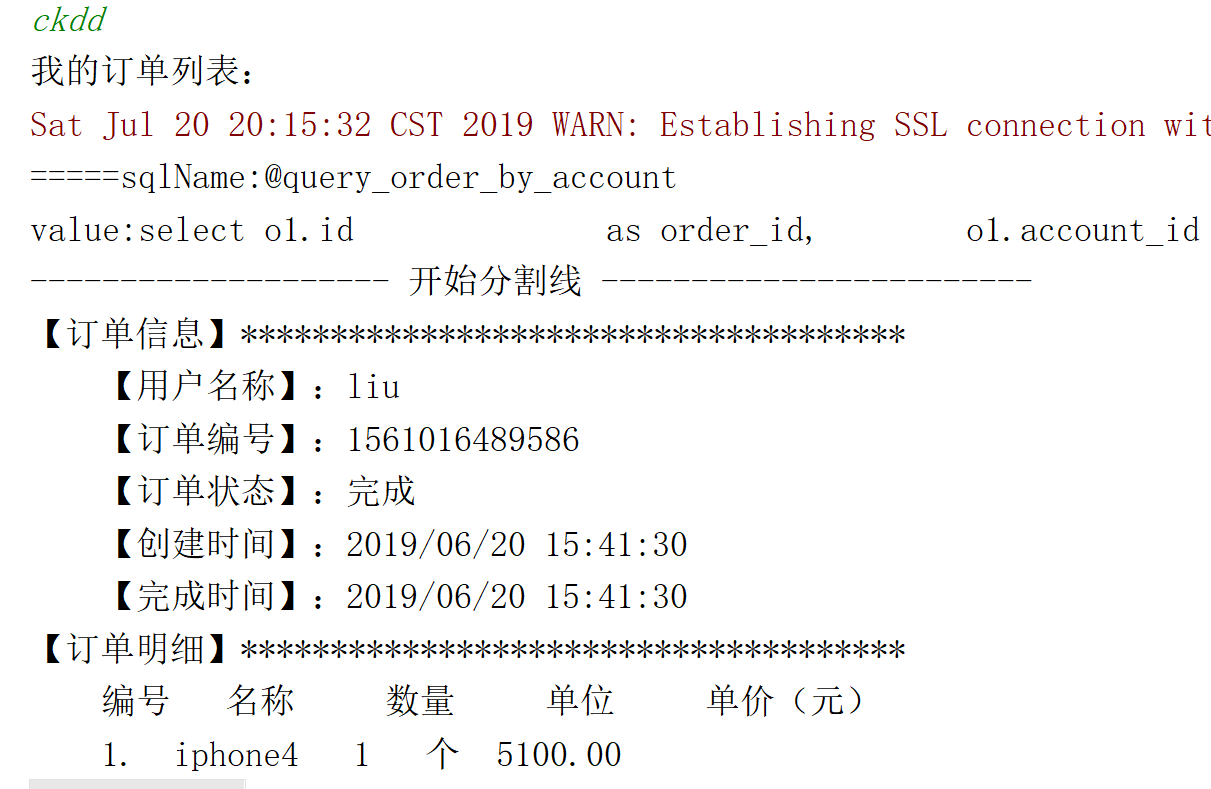 ckdd
我的订单列表：
Sat Jul 20 20:15:32 CST 2019 WARN: Establishing SSL connection wit
=====sqlName:@query_order_by_account
value:select o1.id              as order_id,        o1.account_id
-------------------- 开始分割线 ------------------------
【订单信息】*************************************
【用户名称】：liu
【订单编号】：1561016489586
【订单状态】：完成
【创建时间】：2019/06/20 15:41:30
【完成时间】：2019/06/20 15:41:30
【订单明细】*************************************
编号   名称     数量     单位     单价（元）
1.  iphone4   1   个  5100.00